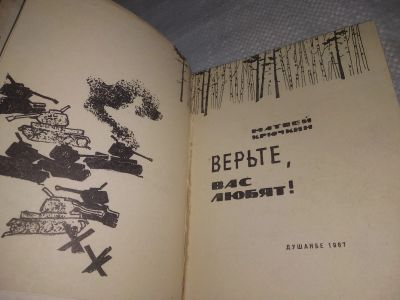 МАТВЕЙ
КРЮЧКИН
ВЕРЬТЕ,
ВАС
ЛЮБЯТ!
ДУШАНБЕ 1967